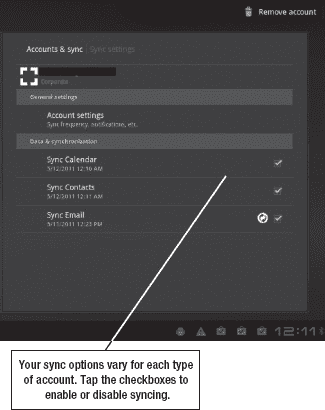 Remove account
Accounts & sync | Sync settings
Corporate
General settings
Account settings
Sync frequency, notifications, etc.
Data & synchronization
Sync Calendar
5/12/2011 12:16 AM
Sync Contacts
5/12/2011 12:11 AM
Sync Email
5/11/2011 12:23 PM
12:11
Your sync options vary for each type
of account. Tap the checkboxes to
enable or disable syncing.